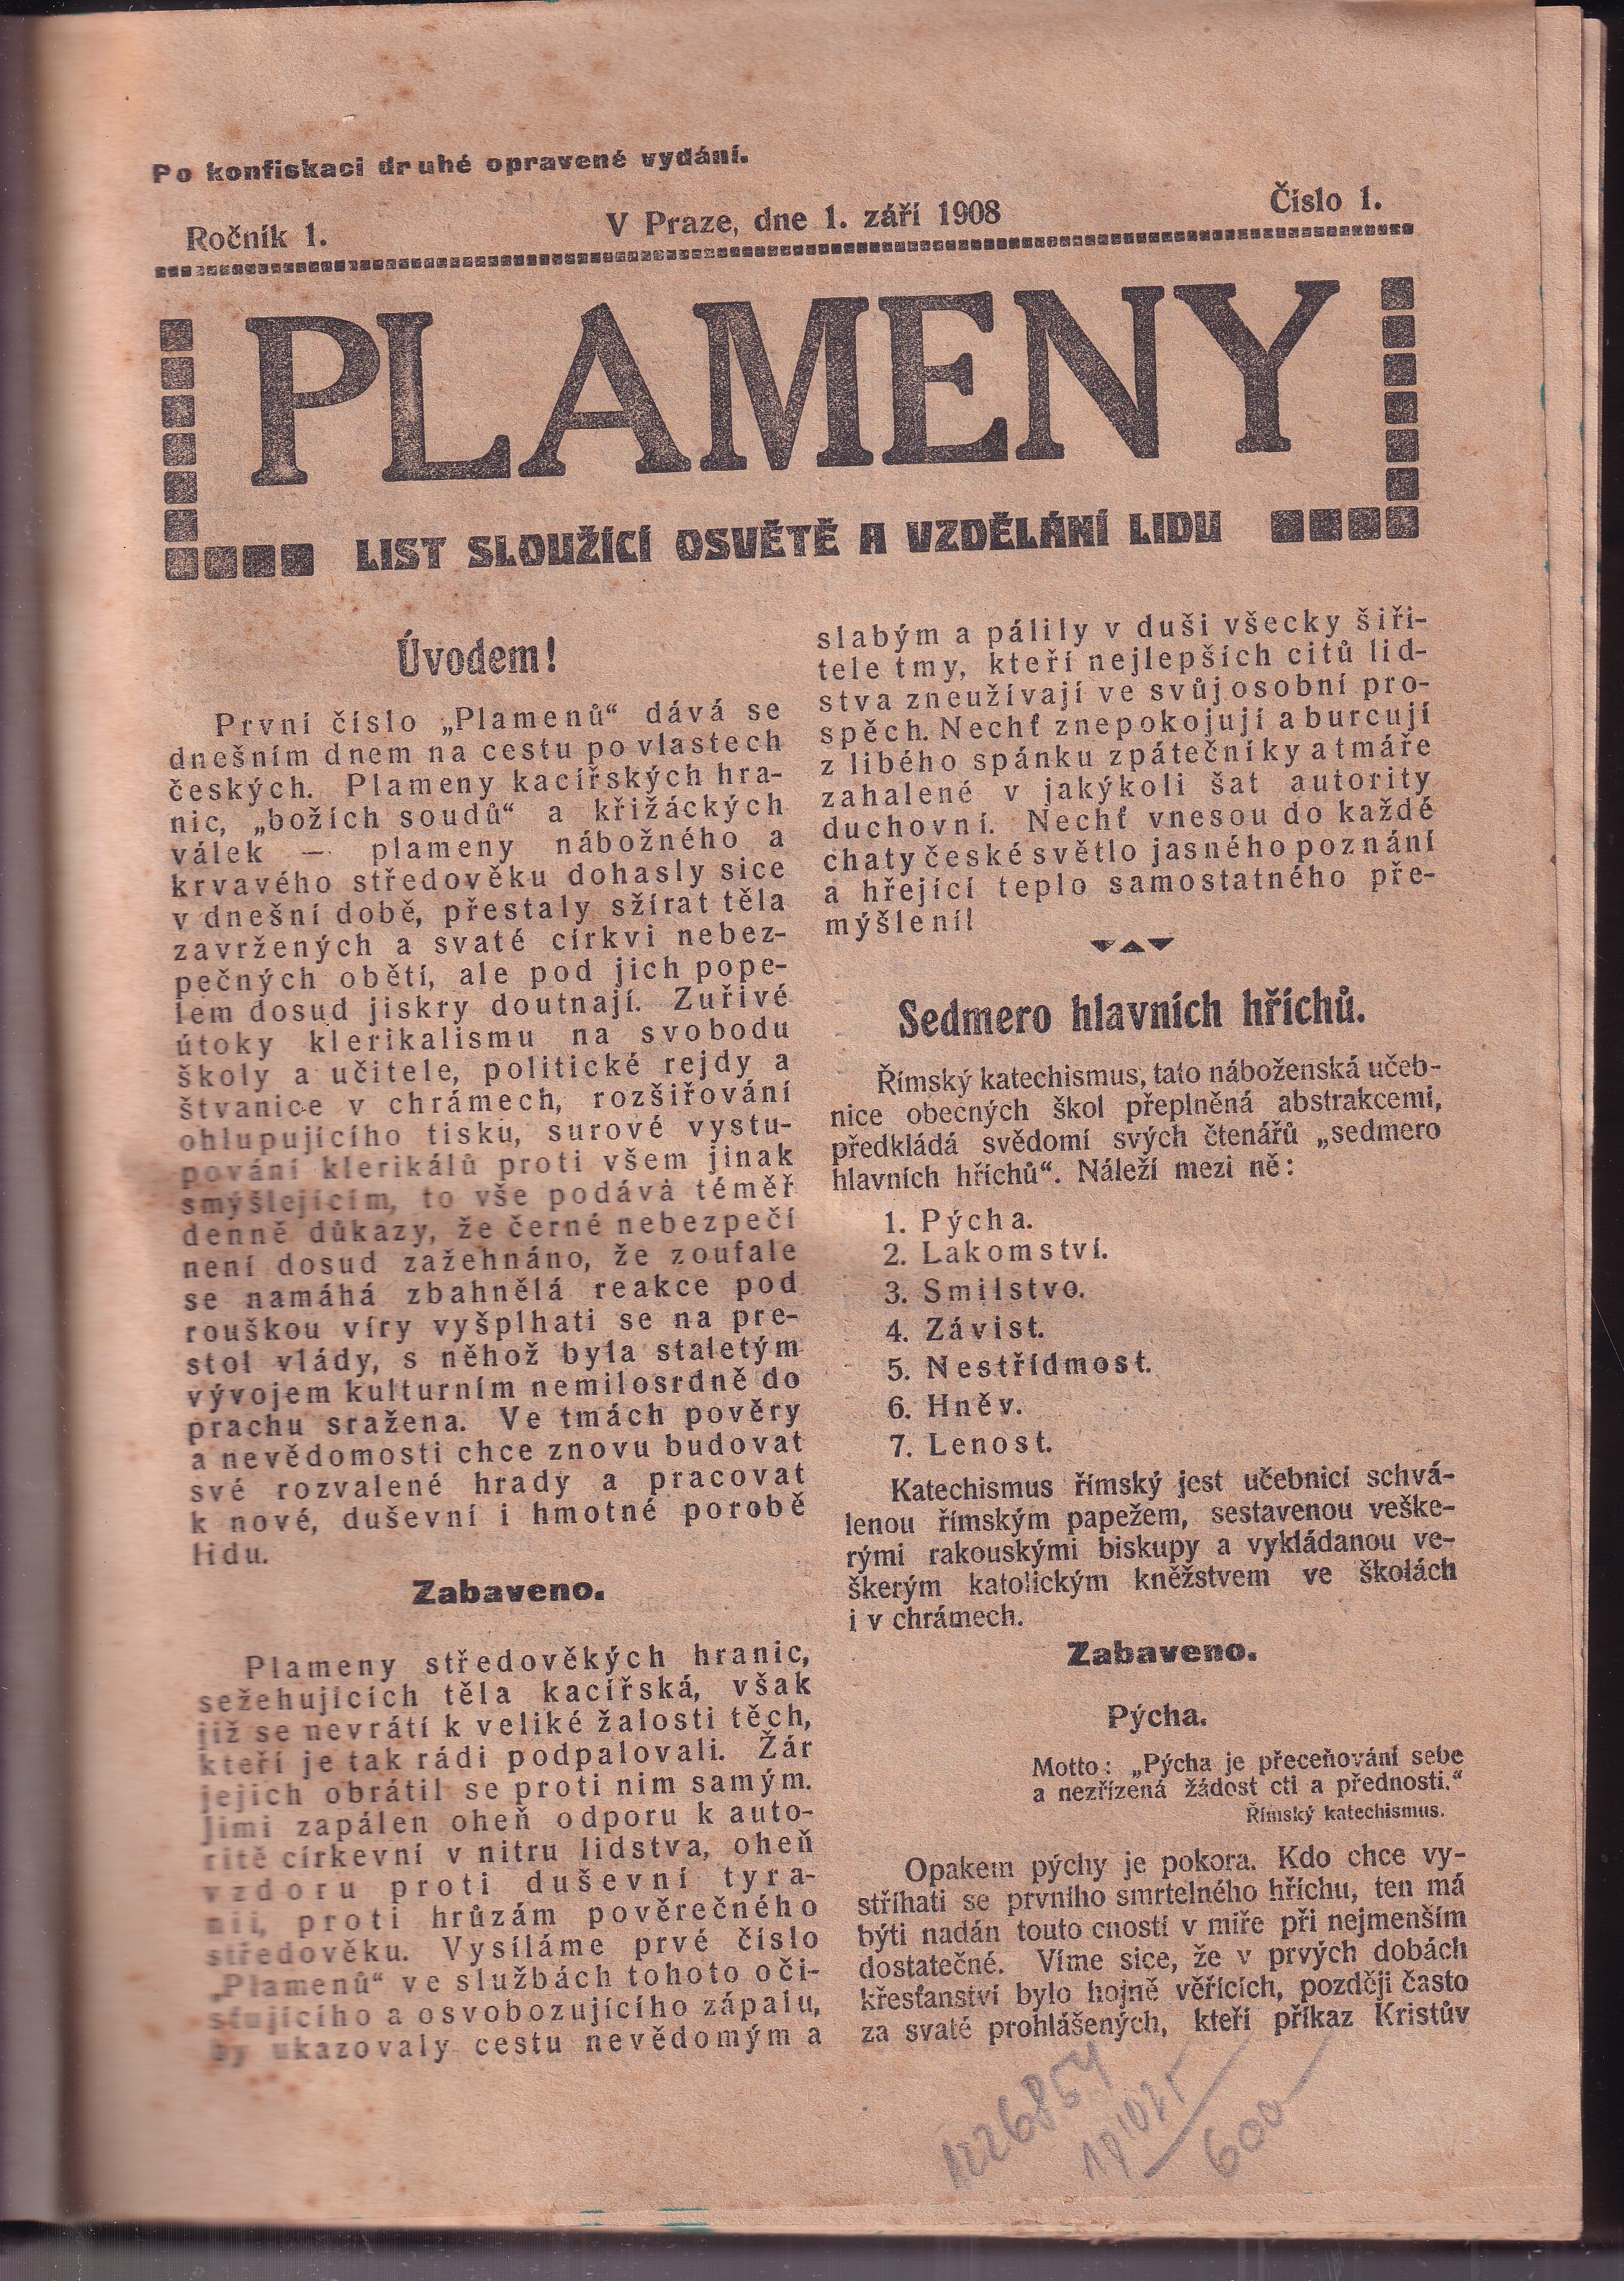 Po konfiskaci druhé opravené vydání.
Ročník 1.
V Praze, dne 1. září 1908
Číslo 1.
PLAMENY
LIST SLOUŽÍCÍ OSVĚTĚ A VZDĚLÁNÍ LIDU
Úvodem!
První číslo „Plamenů“ dává se
dnešním dnem na cestu po vlastech
českých. Plameny kacířských hra-
nic, „božích soudů“ a křižáckých
válek — plameny nábožného a
krvavého středověku dohasly sice
v dnešní době, přestaly sžírat těla
zavržených a svaté církvi nebez-
pečných obětí, ale pod jich pope-
lem dosud jiskry doutnají. Zuřivé
útoky klerikalismu na svobodu
školy a učitele, politické rejdy a
štvanice v chrámech, rozšiřování
ohlupujícího tisku, surové vystu-
pování klerikálů proti všem jinak
smýšlejícím, to vše podává téměř
denně důkazy, že černé nebezpečí
není dosud zažehnáno, že zoufale
se namáhá zbahnělá reakce pod
rouškou víry vyšplhati se na pre-
stol vlády, s něhož byla staletým
vývojem kulturním nemilosrdně do
prachu sražena. Ve tmách pověry
a nevědomosti chce znovu budovat
své rozvalené hrady a pracovat
k nové, duševní i hmotné porobě
lidu.
Zabaveno.
Plameny středověkých hranic,
sežehujících těla kacířská, však
již se nevrátí k veliké žalosti těch,
kteří je tak rádi podpalovali. Žár
jejich obrátil se proti nim samým.
Jimi zapálen oheň odporu k auto-
ritě církevní v nitru lidstva, oheň
vzdoru proti duševní tyra-
nii, proti hrůzám pověrečného
středověku. Vysíláme prvé číslo
„Plamenů“ ve službách tohoto oči-
sťujícího a osvobozujícího zápalu,
by ukazovaly cestu nevědomým a
slabým a pálily v duši všecky šiři-
tele tmy, kteří nejlepších citů lid-
stva zneužívají ve svůj osobní pro-
spěch. Nechť znepokojují a burcují
z libého spánku zpátečníky a tmáře
zahalené v jakýkoli šat autority
duchovní. Nechť vnesou do každé
chaty české světlo jasného poznání
a hřející teplo samostatného pře-
mýšlení!
Sedmero hlavních hříchů.
Římský katechismus, tato náboženská učeb-
nice obecných škol přeplněná abstrakcemi,
předkládá svědomí svých čtenářů „sedmero
hlavních hříchů“. Náleží mezi ně:
1. Pýcha.
2. Lakomství.
3. Smilstvo.
4. Závist.
5. Nestřídmost.
6. Hněv.
7. Lenost.
Katechismus římský jest učebnicí schvá-
lenou římským papežem, sestavenou veške-
rými rakouskými biskupy a vykládanou ve-
škerým katolickým kněžstvem ve školách
i v chrámech.
Zabaveno.
Pýcha.
Motto: „Pýcha je přeceňování sebe
a nezřízená žádost cti a přednosti.“
Římský katechismus.
Opakem pýchy je pokora. Kdo chce vy-
stříhati se prvního smrtelného hříchu, ten má
býti nadán touto cností v míře při nejmenším
dostatečné. Víme sice, že v prvých dobách
křesťanství bylo hojně věřících, později často
za svaté prohlášených, kteří příkaz Kristův
600